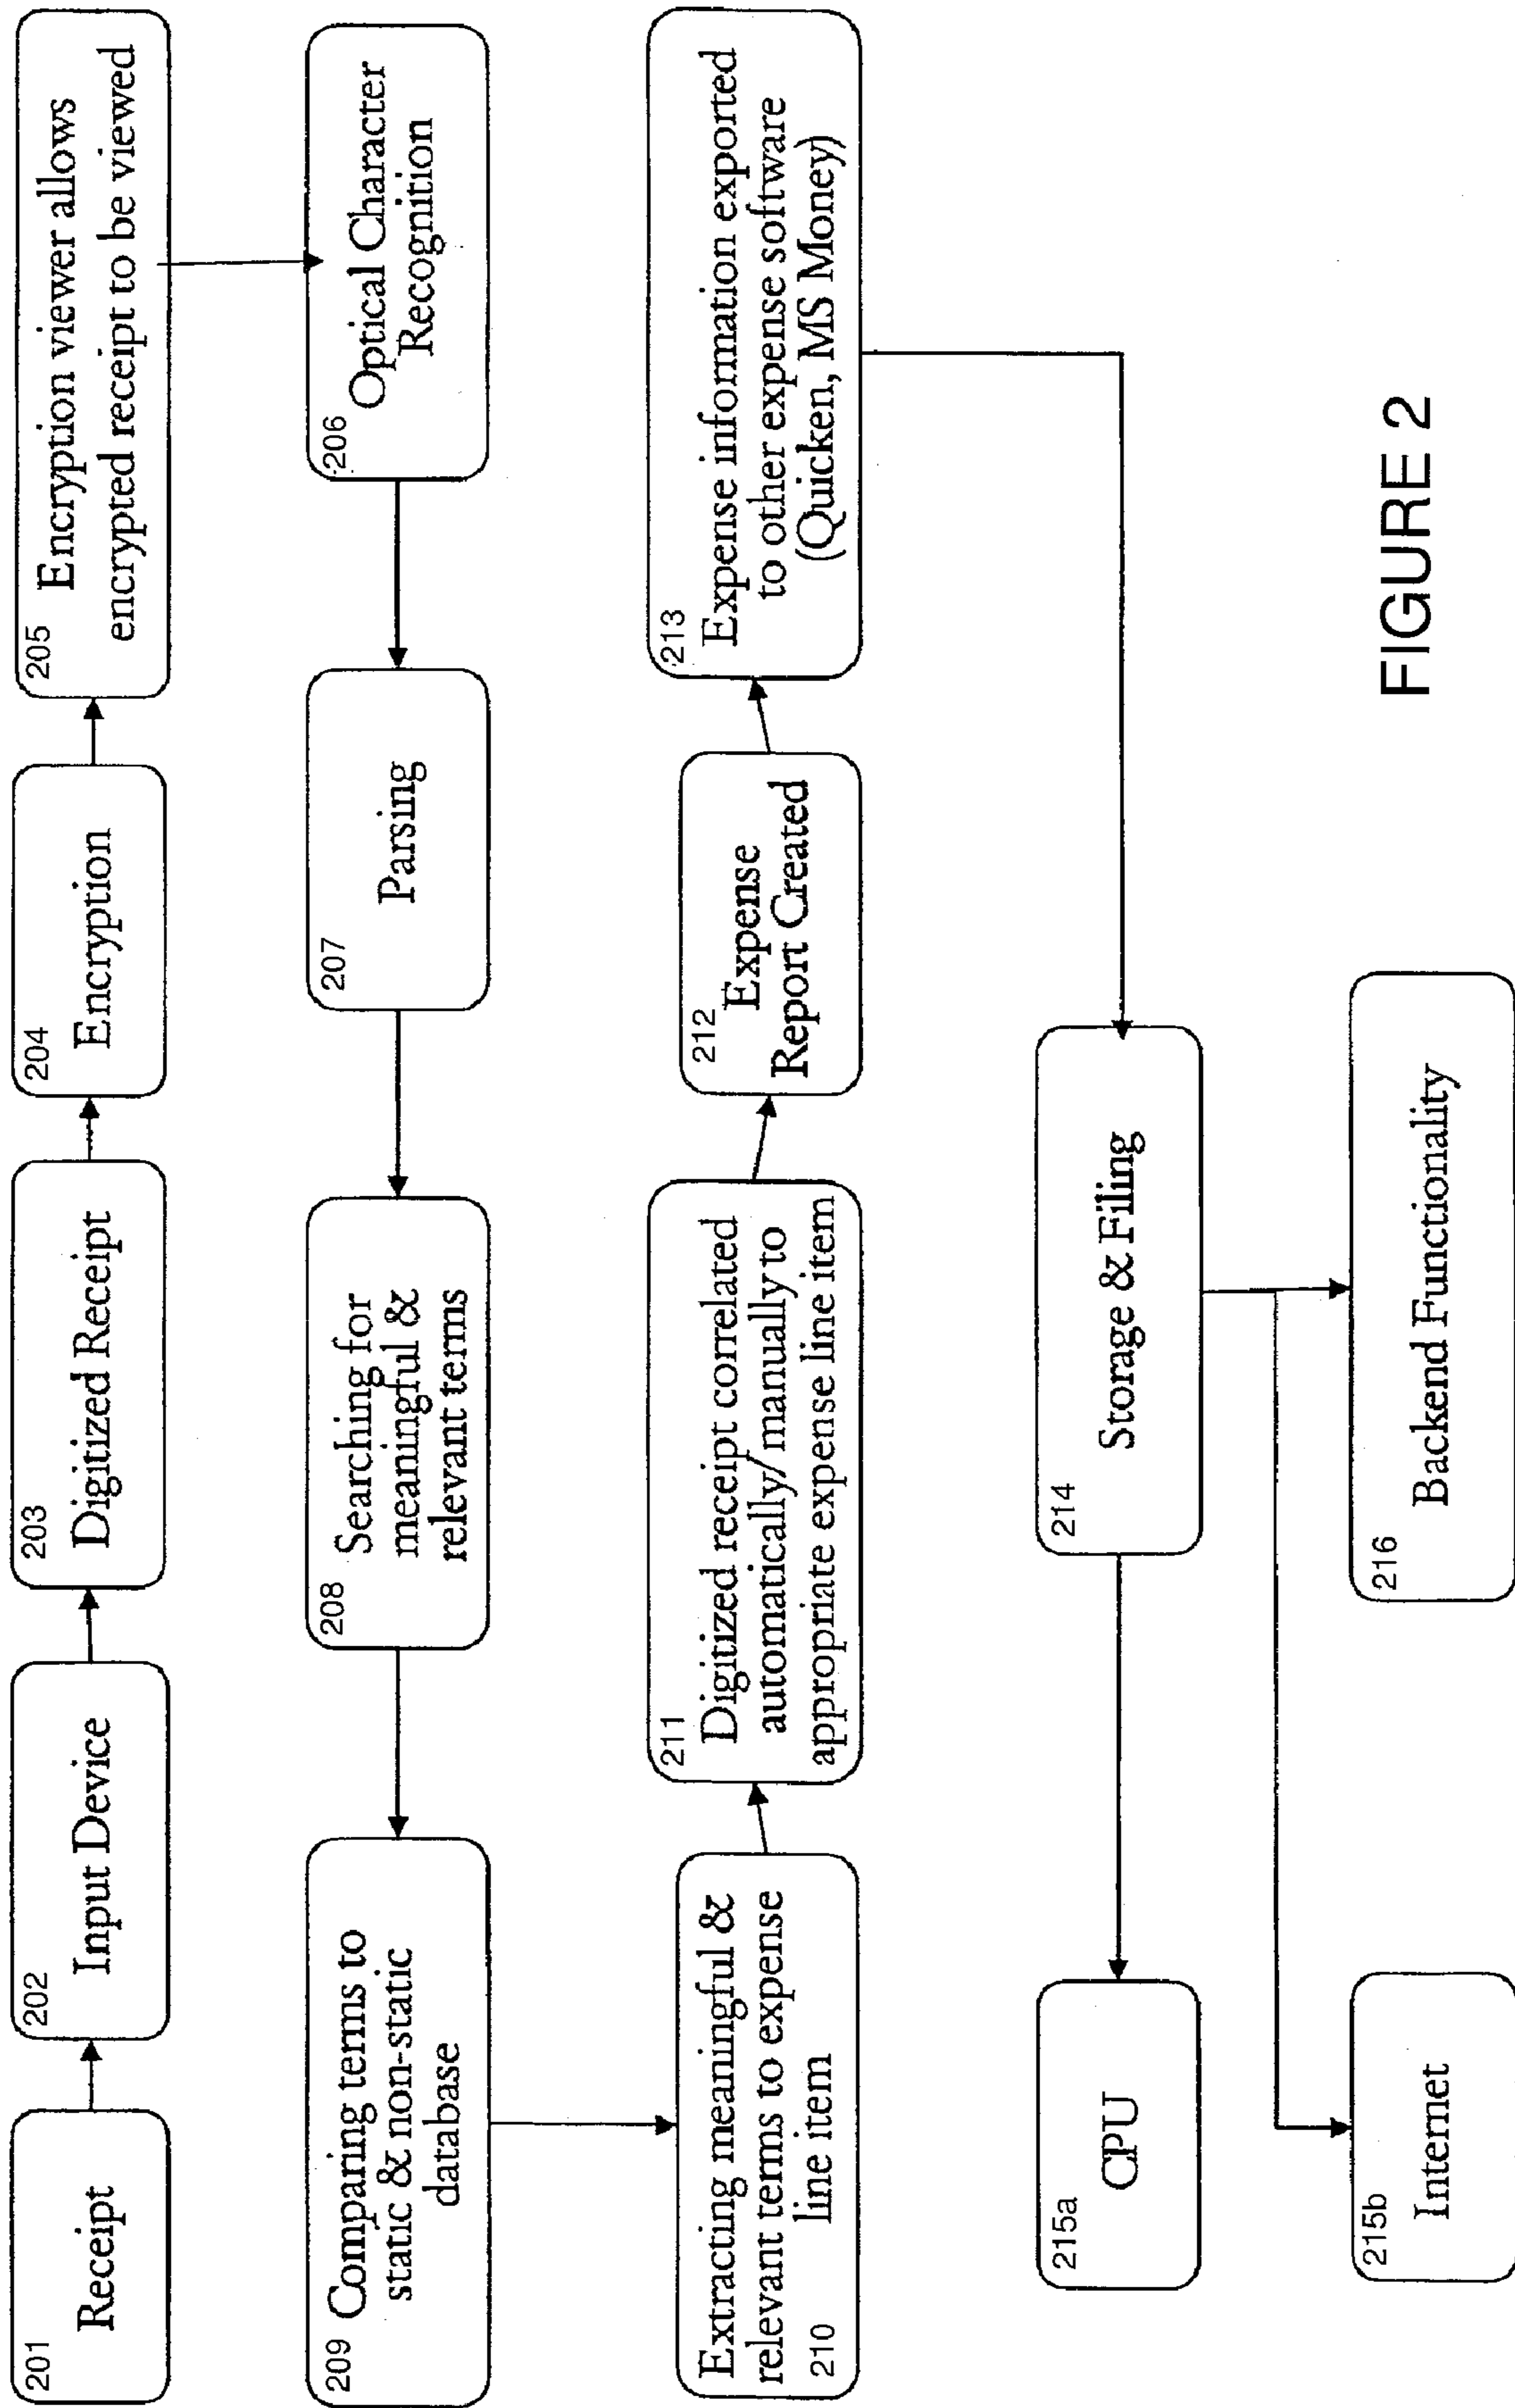 201
Receipt
202
Input Device
203
Digitized Receipt
204
Encryption
205
Encryption viewer allows
encrypted receipt to be viewed
206
Optical Character
Recognition
207
Parsing
208
Searching for
meaningful &
relevant terms
209
Comparing terms to
static & non-static
database
Extracting meaningful &
relevant terms to expense
210
line item
211
Digitized receipt correlated
automatically/ manually to
appropriate expense line item
212
Expense
Report Created
213
Expense information exported
to other expense software
(Quicken, MS Money)
214
Storage & Filing
215a
CPU
215b
Internet
216
Backend Functionality
FIGURE 2